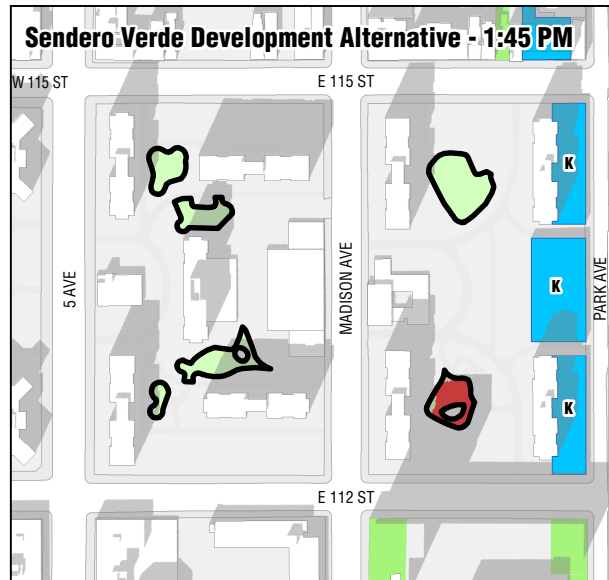 Sendero Verde Development Alternative - 1:45 PM
W 115 ST
E 115 ST
K
5 AVE
MADISON AVE
PARK AVE
K
K
E 112 ST